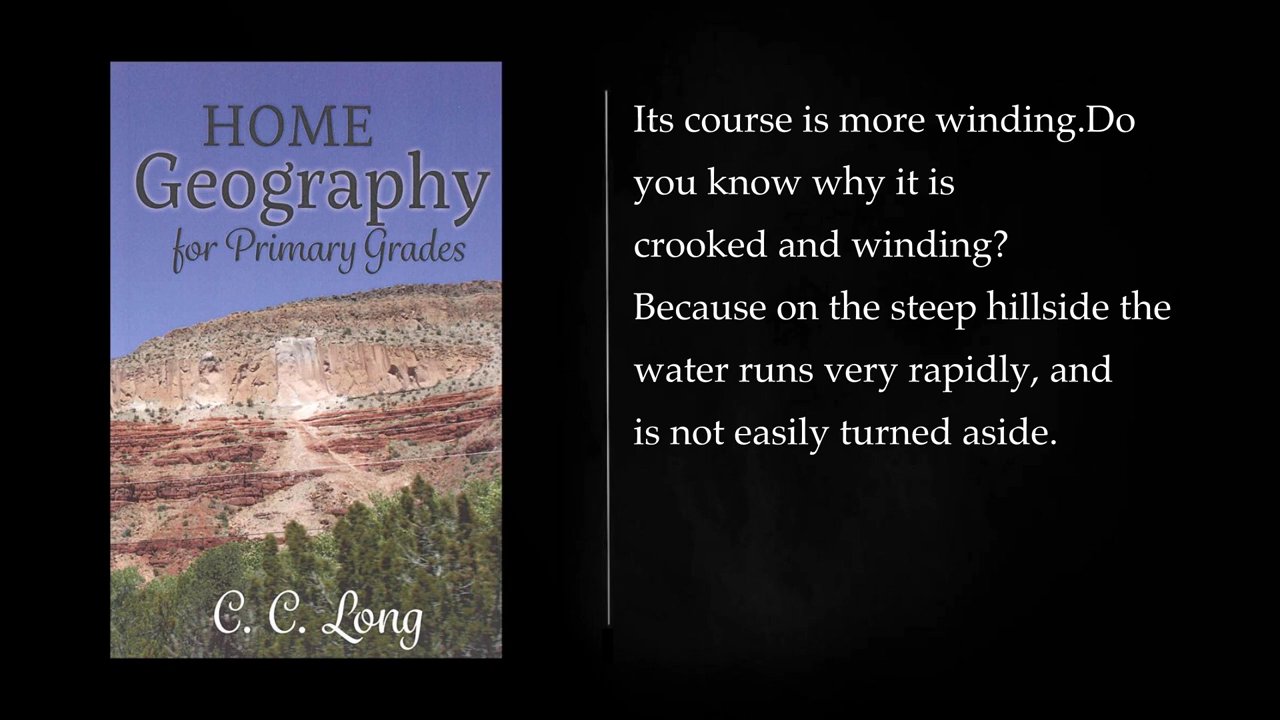 HOME
Geography
for Primary Grades
C. C. Long
Its course is more winding.Do
you know why it is
crooked and winding?
Because on the steep hillside the
water runs very rapidly, and
is not easily turned aside.